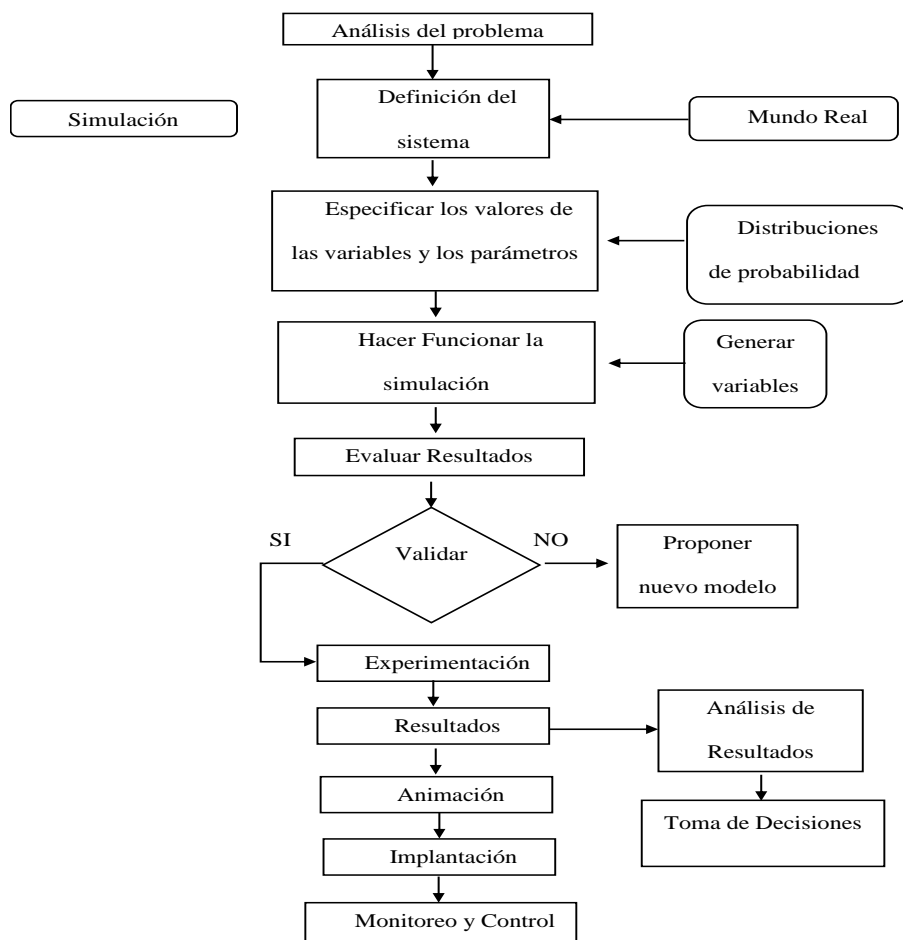 Análisis del problema
Simulación
Definición del
sistema
Mundo Real
Especificar los valores de
las variables y los parámetros
Distribuciones
de probabilidad
Hacer Funcionar la
simulación
Generar
variables
Evaluar Resultados
SI
Validar
NO
Proponer
nuevo modelo
Experimentación
Resultados
Análisis de
Resultados
Animación
Toma de Decisiones
Implantación
Monitoreo y Control